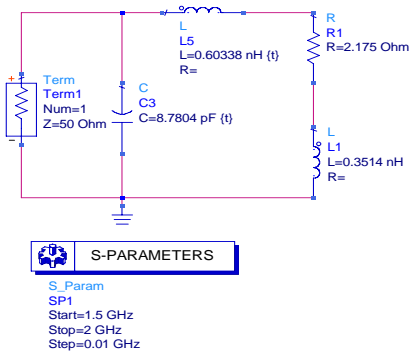 L
L5
L=0.60338 nH {t}
R=
R
R1
R=2.175 Ohm
+
Term
Term1
Num=1
Z=50 Ohm
-
C
C3
C=8.7804 pF {t}
L
L1
L=0.3514 nH
R=
S-PARAMETERS
S_Param
SP1
Start=1.5 GHz
Stop=2 GHz
Step=0.01 GHz